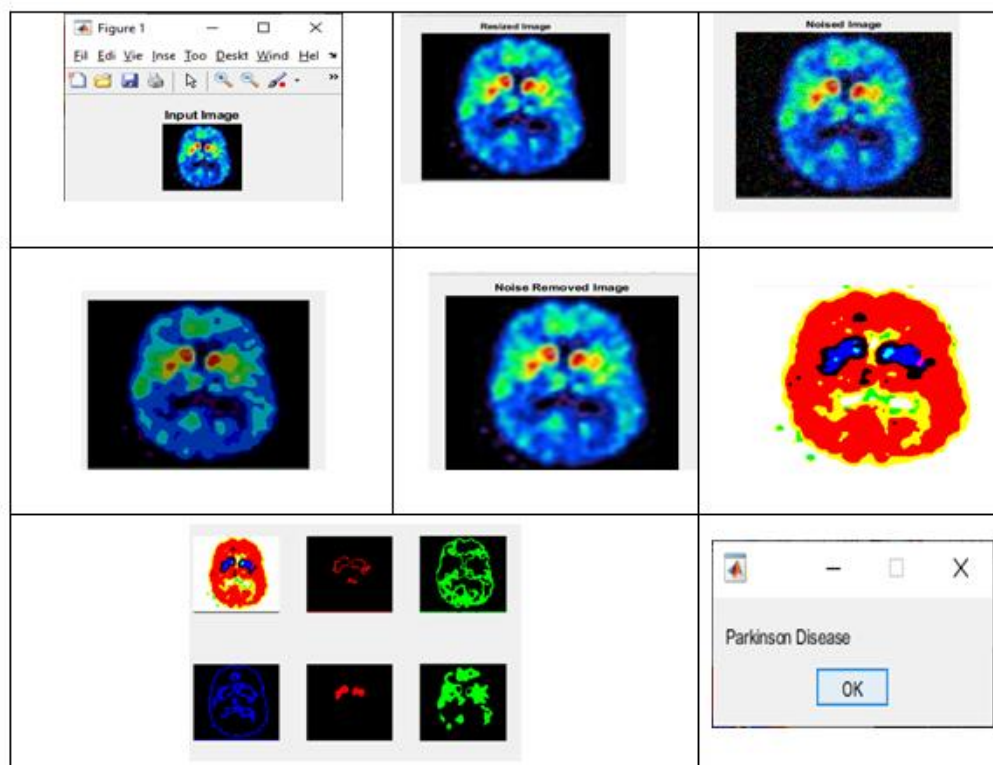 Figure 1
Fil Edi Vie Inse Too Deskt Wind Hel
Input Image
Resized Image
Noised Image
Noise Removed Image
Parkinson Disease
OK